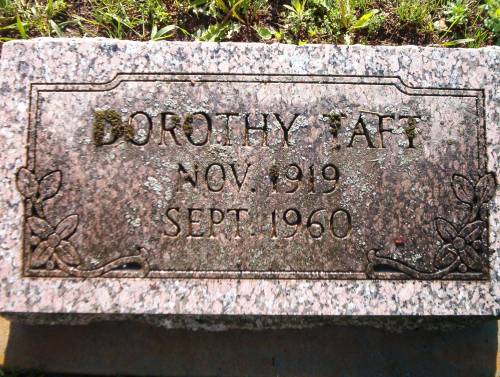 DOROTHY TAFT
NOV. 1919
SEPT. 1960